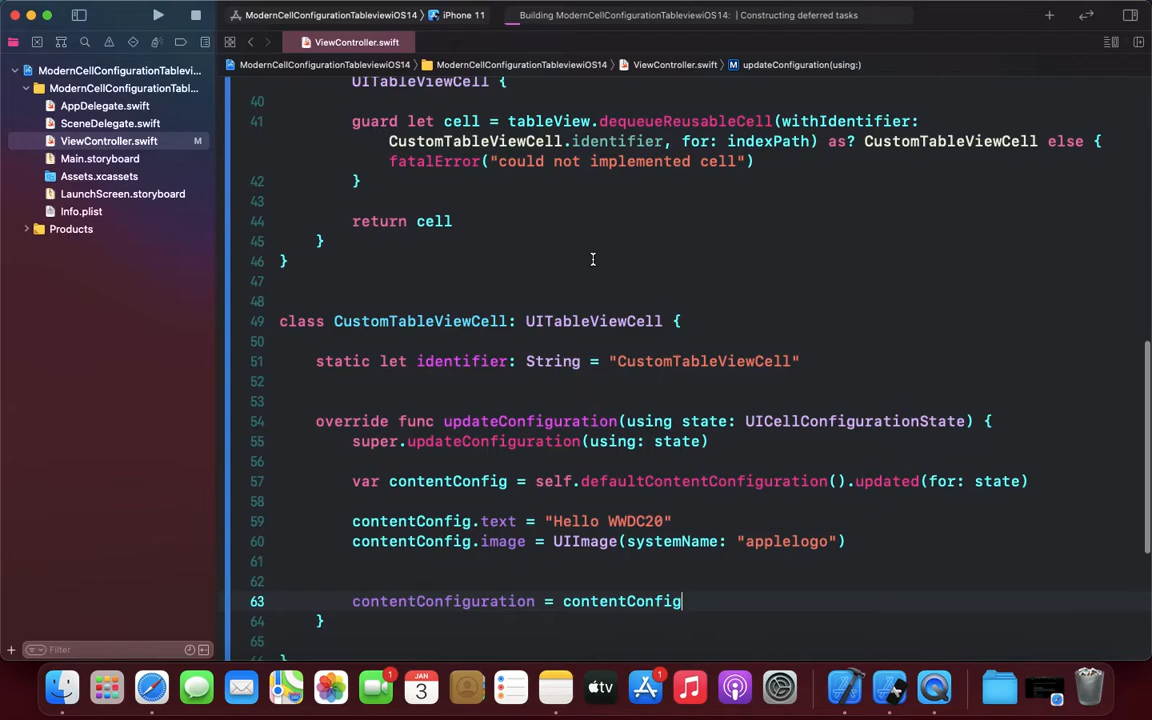 ModernCellConfigurationTableviewiOS14 〉 iPhone 11
Building ModernCellConfigurationTableviewiOS14: | Constructing deferred tasks
ViewController.swift
ModernCellConfigurationTableviewiOS14 〉 ModernCellConfigurationTableviewiOS14 〉 ViewController.swift 〉 M updateConfiguration(using:)
ModernCellConfigurationTablevi...
ModernCellConfigurationTabl...
AppDelegate.swift
SceneDelegate.swift
ViewController.swift M
Main.storyboard
Assets.xcassets
LaunchScreen.storyboard
Info.plist
Products
Filter
UITableViewCell {
40
41 guard let cell = tableView.dequeueReusableCell(withIdentifier:
CustomTableViewCell.identifier, for: indexPath) as? CustomTableViewCell else {
fatalError("could not implemented cell")
42 }
43
44 return cell
45 }
46 }
47
48
49 class CustomTableViewCell: UITableViewCell {
50
51 static let identifier: String = "CustomTableViewCell"
52
53
54 override func updateConfiguration(using state: UICellConfigurationState) {
55 super.updateConfiguration(using: state)
56
57 var contentConfig = self.defaultContentConfiguration().updated(for: state)
58
59 contentConfig.text = "Hello WWDC20"
60 contentConfig.image = UIImage(systemName: "applelogo")
61
62
63 contentConfiguration = contentConfig
64 }
65
66 }
1
JAN
3
tv
1